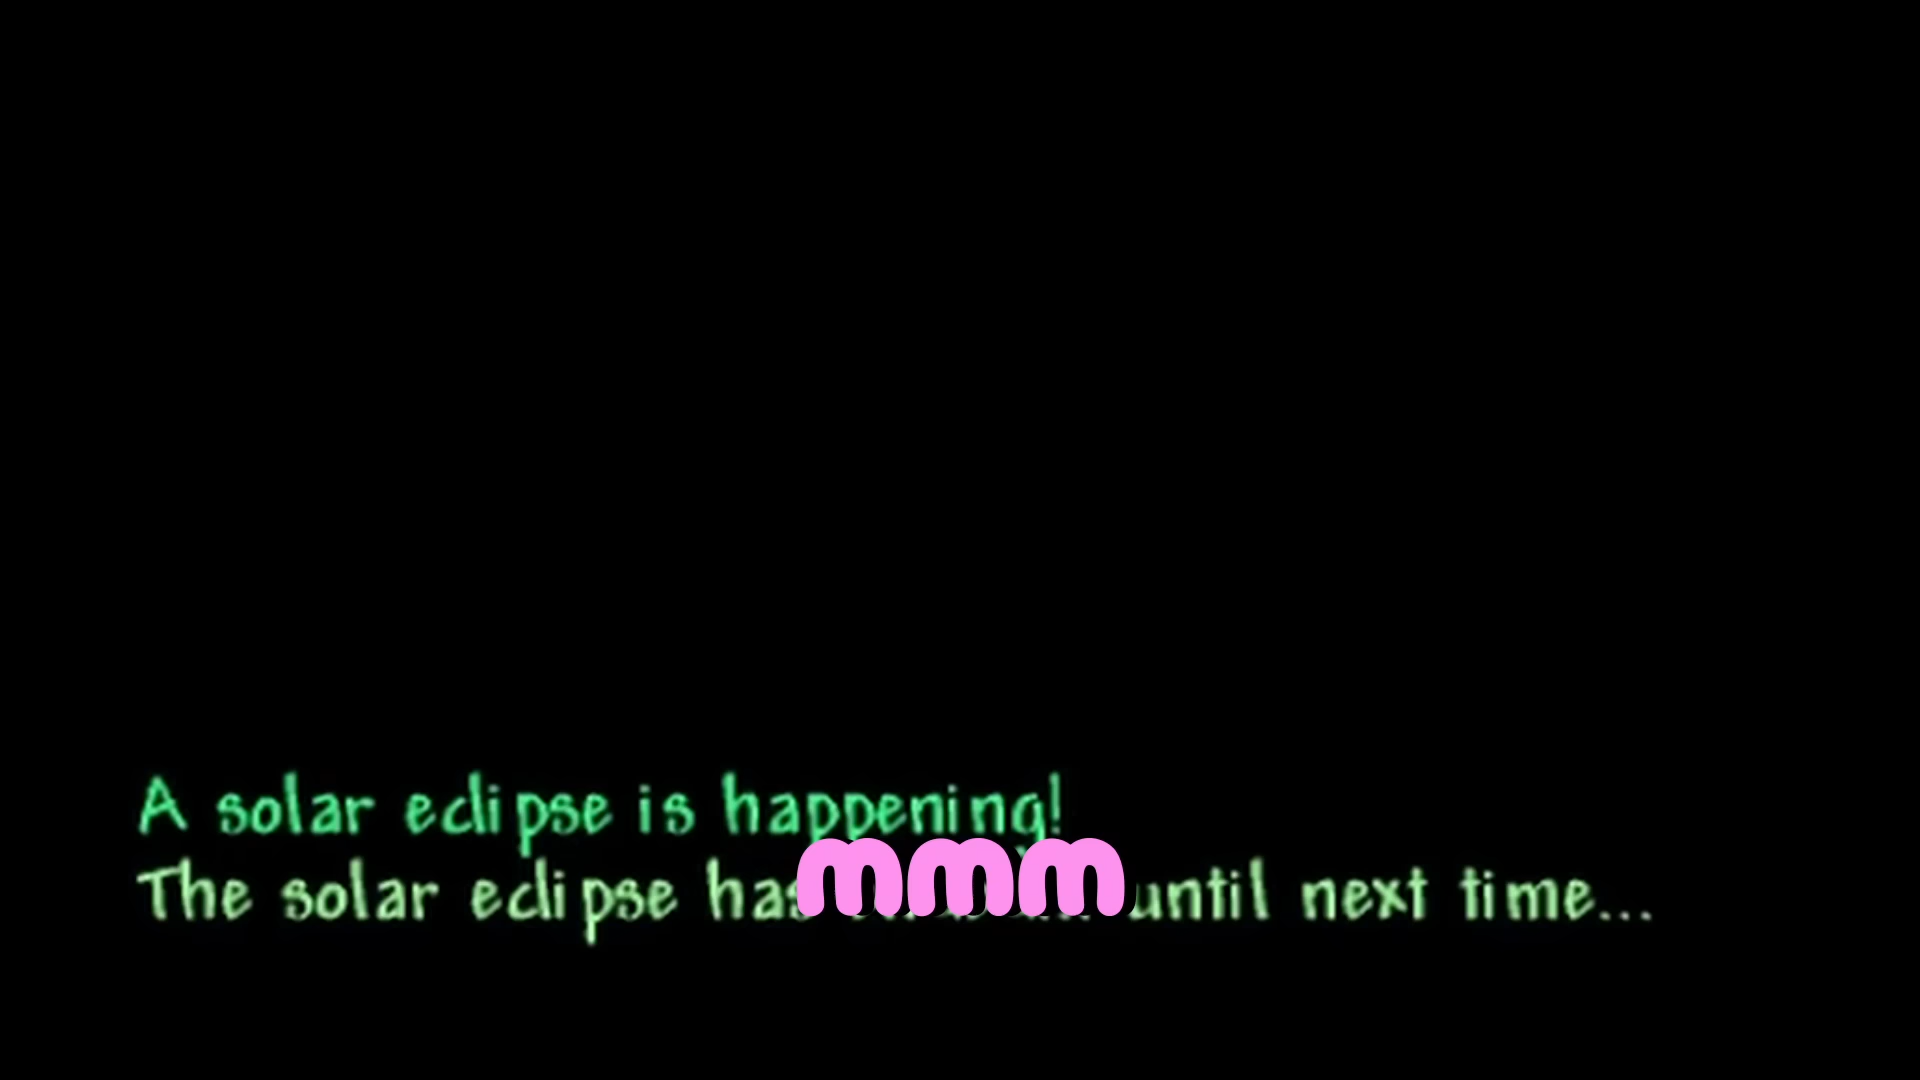 A solar eclipse is happening!
mmm
The solar eclipse has until next time...